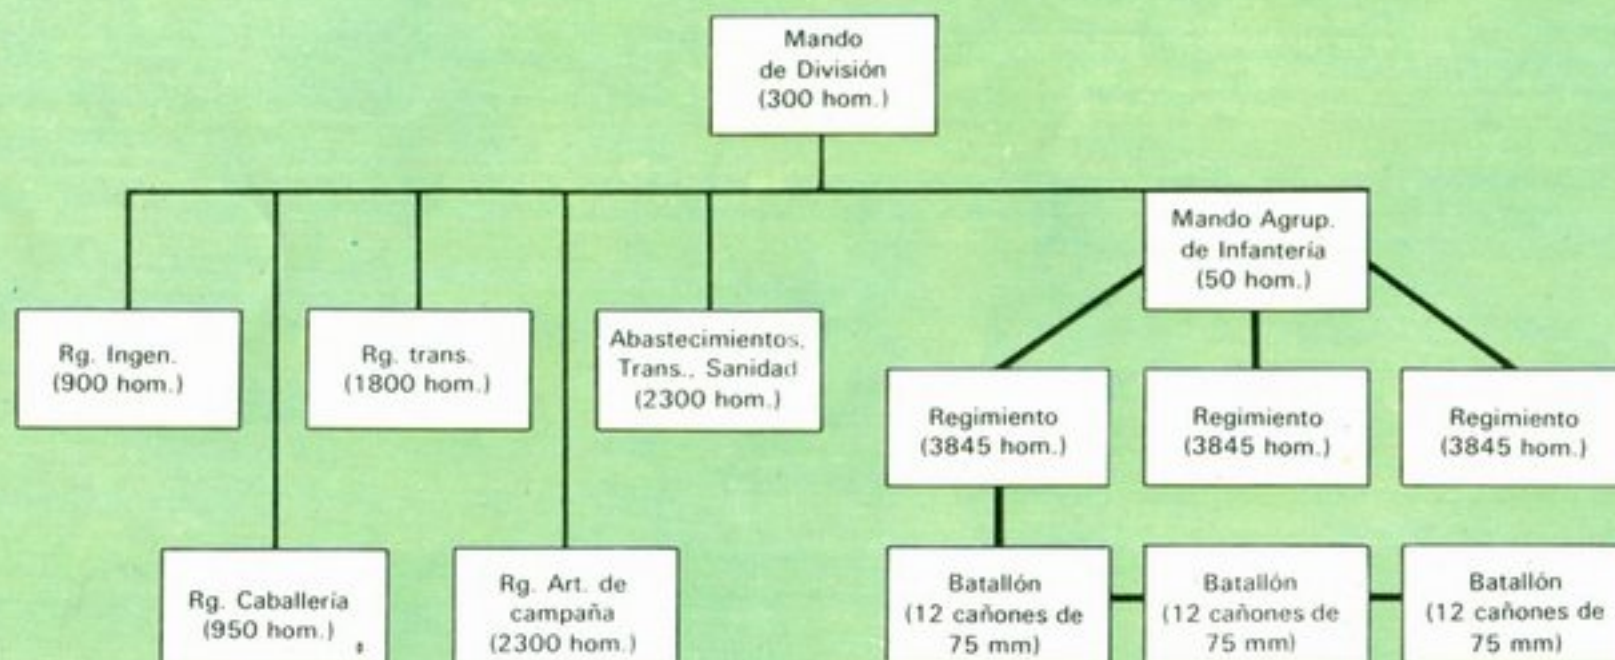 Mando
de División
(300 hom.)
Mando Agrup.
de Infantería
(50 hom.)
Rg. Ingen.
(900 hom.)
Rg. trans.
(1800 hom.)
Abastecimientos,
Trans., Sanidad
(2300 hom.)
Regimiento
(3845 hom.)
Regimiento
(3845 hom.)
Regimiento
(3845 hom.)
Rg. Caballería
(950 hom.)
Rg. Art. de
campaña
(2300 hom.)
Batallón
(12 cañones de
75 mm)
Batallón
(12 cañones de
75 mm)
Batallón
(12 cañones de
75 mm)